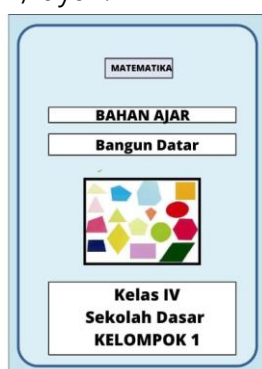 MATEMATIKA
BAHAN AJAR
Bangun Datar
Kelas IV
Sekolah Dasar
KELOMPOK 1